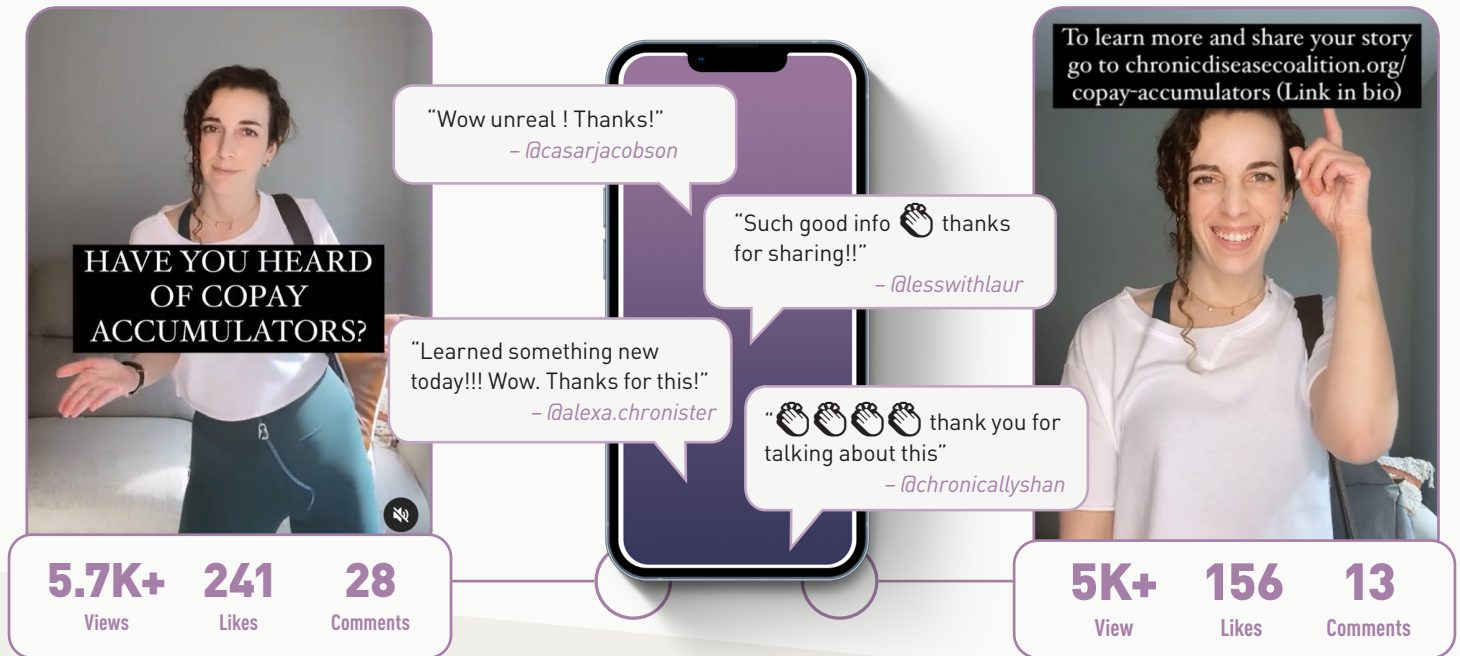 HAVE YOU HEARD
OF COPAY
ACCUMULATORS?
5.7K+ 241 28
Views Likes Comments
“Wow unreal ! Thanks!”
– @casarjacobson
“Such good info 👏 thanks
for sharing!!”
– @lesswithlaur
“Learned something new
today!!! Wow. Thanks for this!”
– @alexa.chronister
“👏👏👏👏 thank you for
talking about this”
– @chronicallyshan
To learn more and share your story
go to chronicdiseasecoalition.org/
copay-accumulators (Link in bio)
5K+ 156 13
View Likes Comments